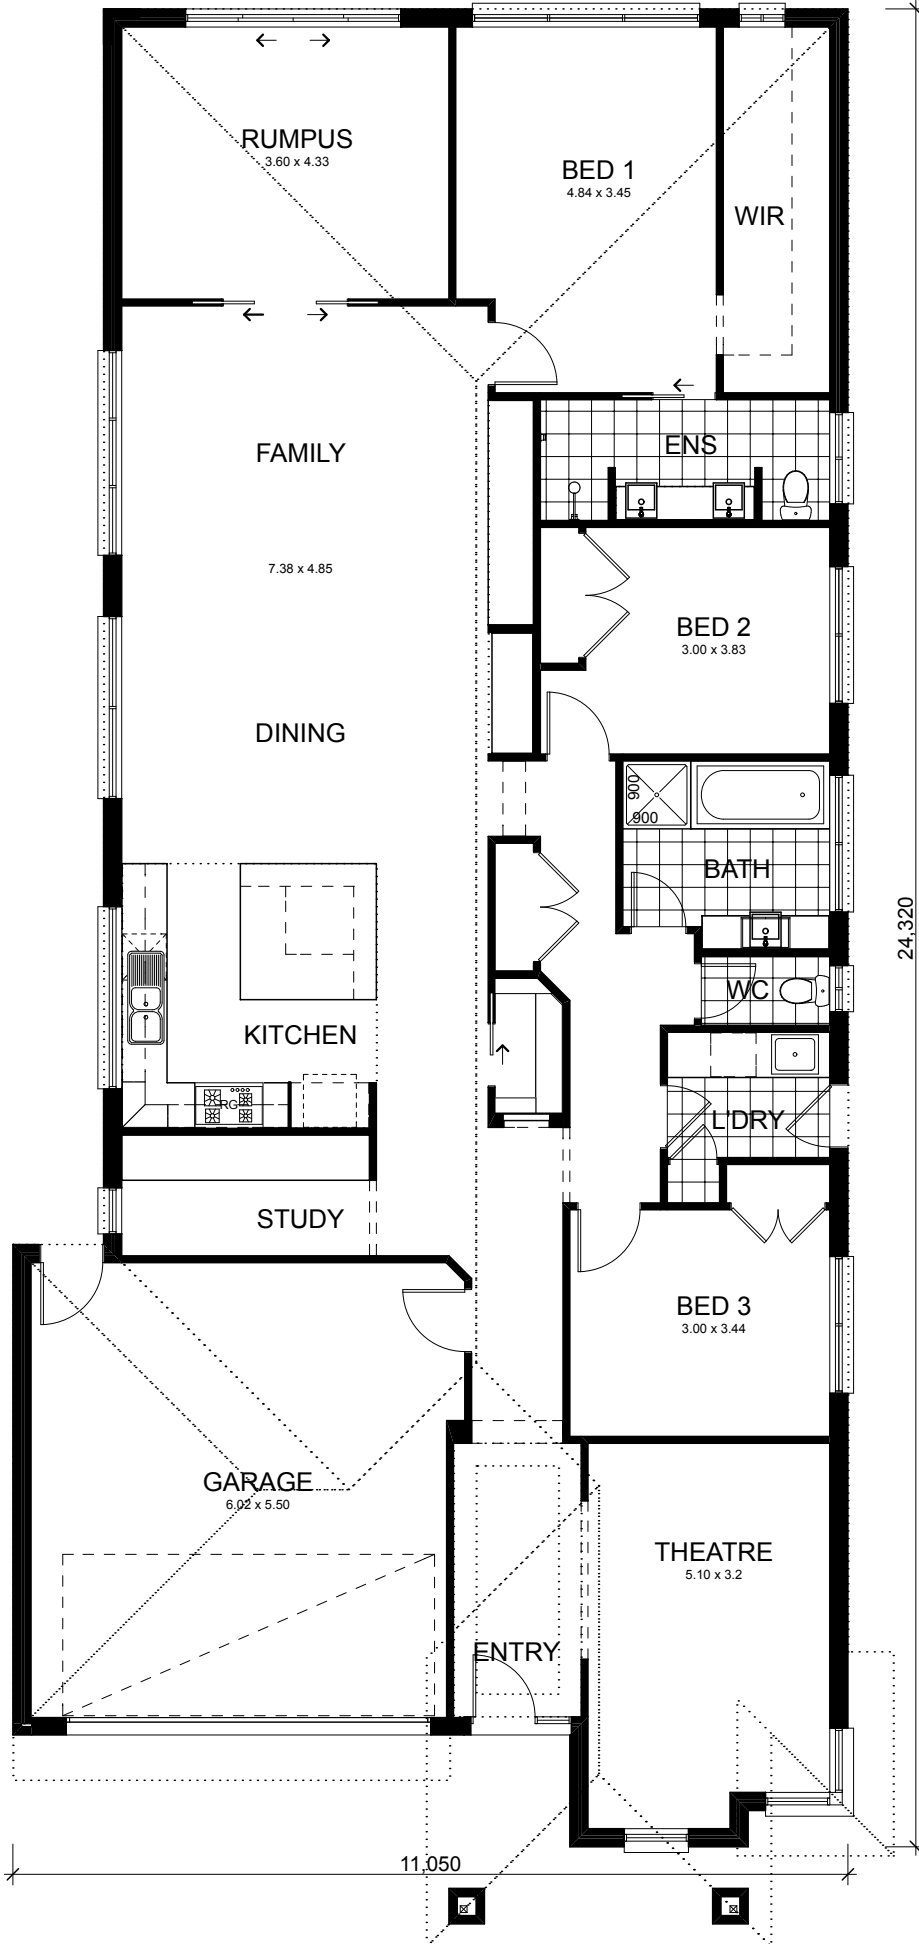 RUMPUS
3.60 x 4.33
BED 1
4.84 x 3.45
WIR
FAMILY
ENS
7.38 x 4.85
BED 2
3.00 x 3.83
DINING
900
900
BATH
24,320
WC
KITCHEN
RG
L'DRY
STUDY
BED 3
3.00 x 3.44
GARAGE
6.02 x 5.50
THEATRE
5.10 x 3.2
ENTRY
11,050